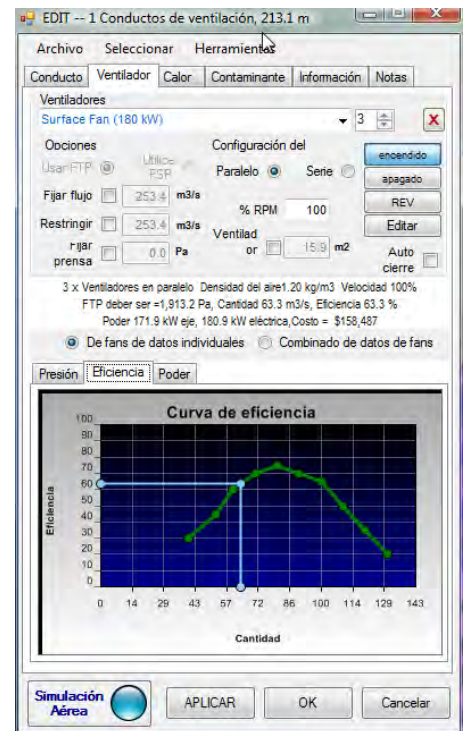 EDIT -- 1 Conductos de ventilación, 213.1 m
Archivo Seleccionar Herramientas
Conducto Ventilador Calor Contaminante Información Notas
Ventiladores
Surface Fan (180 kW) 3 X
Opciones Configuración del
Usar FTP Utilice FSP Paralelo Serie
encendido
apagado
Fijar flujo 253.4 m3/s
% RPM 100
REV
Restringir 253.4 m3/s
Ventilad or 15.9 m2
Editar
Fijar prensa 0.0 Pa
Auto cierre
3 x Ventiladores en paralelo Densidad del aire1.20 kg/m3 Velocidad 100%
FTP deber ser =1,913.2 Pa, Cantidad 63.3 m3/s, Eficiencia 63.3 %
Poder 171.9 kW eje, 180.9 kW eléctrica,Costo = $158,487
De fans de datos individuales Combinado de datos de fans
Presión Eficiencia Poder
Curva de eficiencia
100
90
80
70
60
50
40
30
20
10
0
Eficiencia
0 14 29 43 57 72 86 100 114 129 143
Cantidad
Simulación Aérea
APLICAR OK Cancelar